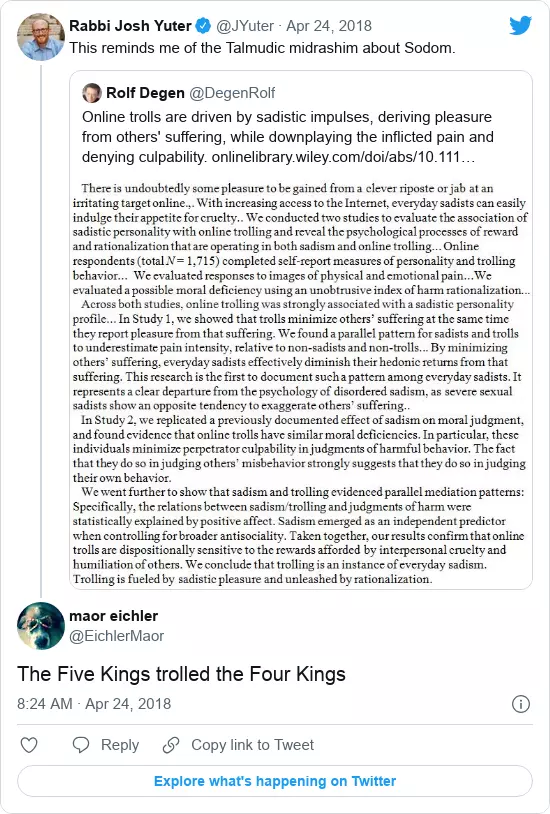 Rabbi Josh Yuter @JYuter · Apr 24, 2018
This reminds me of the Talmudic midrashim about Sodom.
Rolf Degen @DegenRolf
Online trolls are driven by sadistic impulses, deriving pleasure
from others' suffering, while downplaying the inflicted pain and
denying culpability. onlinelibrary.wiley.com/doi/abs/10.111…
There is undoubtedly some pleasure to be gained from a clever riposte or jab at an
irritating target online.,. With increasing access to the Internet, everyday sadists can easily
indulge their appetite for cruelty.. We conducted two studies to evaluate the association of
sadistic personality with online trolling and reveal the psychological processes of reward
and rationalization that are operating in both sadism and online trolling... Online
respondents (total N = 1,715) completed self-report measures of personality and trolling
behavior... We evaluated responses to images of physical and emotional pain...We
evaluated a possible moral deficiency using an unobtrusive index of harm rationalization...
Across both studies, online trolling was strongly associated with a sadistic personality
profile... In Study 1, we showed that trolls minimize others' suffering at the same time
they report pleasure from that suffering. We found a parallel pattern for sadists and trolls
to underestimate pain intensity, relative to non-sadists and non-trolls... By minimizing
others' suffering, everyday sadists effectively diminish their hedonic returns from that
suffering. This research is the first to document such a pattern among everyday sadists. It
represents a clear departure from the psychology of disordered sadism, as severe sexual
sadists show an opposite tendency to exaggerate others' suffering..
In Study 2, we replicated a previously documented effect of sadism on moral judgment,
and found evidence that online trolls have similar moral deficiencies. In particular, these
individuals minimize perpetrator culpability in judgments of harmful behavior. The fact
that they do so in judging others' misbehavior strongly suggests that they do so in judging
their own behavior.
We went further to show that sadism and trolling evidenced parallel mediation patterns:
Specifically, the relations between sadism/trolling and judgments of harm were
statistically explained by positive affect. Sadism emerged as an independent predictor
when controlling for broader antisociality. Taken together, our results confirm that online
trolls are dispositionally sensitive to the rewards afforded by interpersonal cruelty and
humiliation of others. We conclude that trolling is an instance of everyday sadism.
Trolling is fueled by sadistic pleasure and unleashed by rationalization.
maor eichler
@EichlerMaor
The Five Kings trolled the Four Kings
8:24 AM · Apr 24, 2018
Reply
Copy link to Tweet
Explore what's happening on Twitter